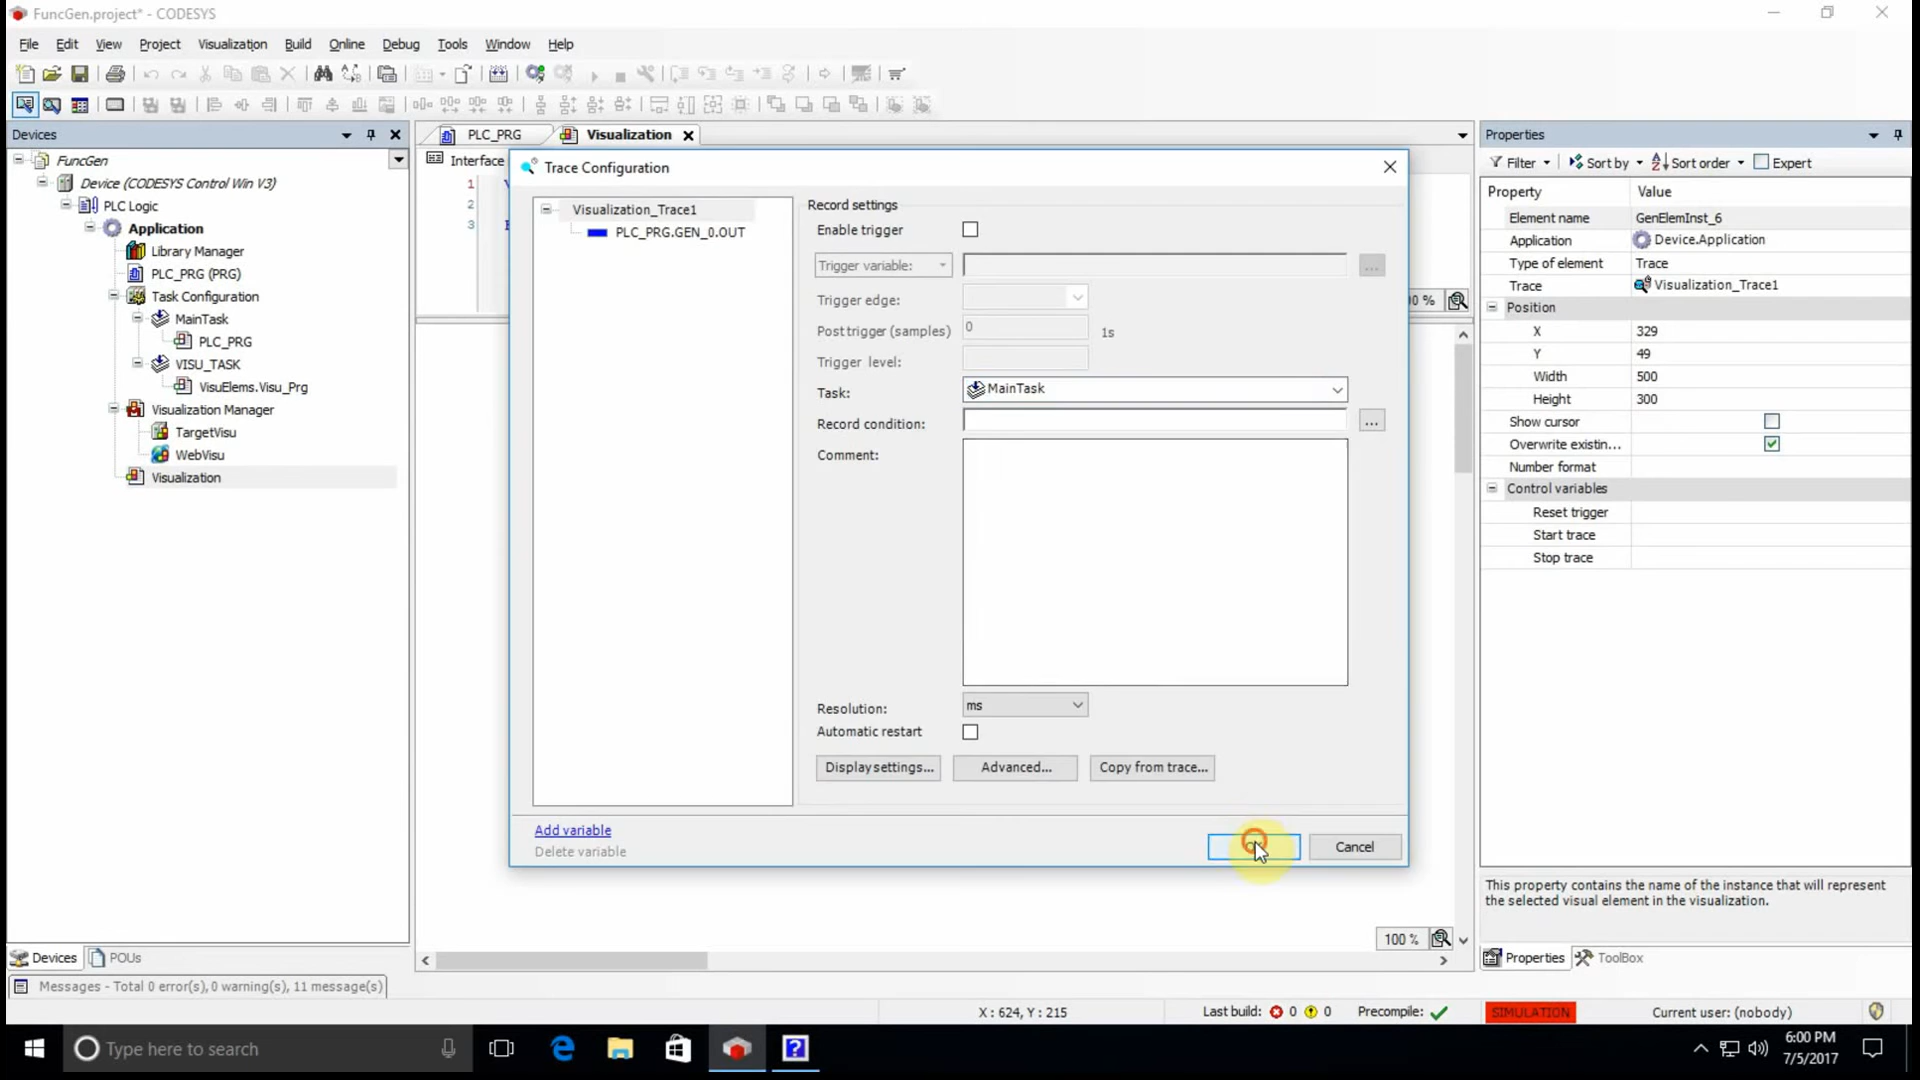 FuncGen.project* - CODESYS
File Edit View Project Visualization Build Online Debug Tools Window Help
Devices
FuncGen
Device (CODESYS Control Win V3)
PLC Logic
Application
Library Manager
PLC_PRG (PRG)
Task Configuration
MainTask
PLC_PRG
VISU_TASK
VisuElems.Visu_Prg
Visualization Manager
TargetVisu
WebVisu
Visualization
Devices POUs
PLC_PRG Visualization
Interface
1
2
3
Trace Configuration
Visualization_Trace1
PLC_PRG.GEN_0.OUT
Record settings
Enable trigger
Trigger variable: ...
Trigger edge:
Post trigger (samples) 0 1s
Trigger level:
Task: MainTask
Record condition: ...
Comment:
Resolution: ms
Automatic restart
Display settings... Advanced... Copy from trace...
Add variable
Delete variable
Cancel
100 %
Properties
Filter Sort by Sort order Expert
Property Value
Element name GenElemInst_6
Application Device.Application
Type of element Trace
Trace Visualization_Trace1
Position
X 329
Y 49
Width 500
Height 300
Show cursor
Overwrite existin...
Number format
Control variables
Reset trigger
Start trace
Stop trace
This property contains the name of the instance that will represent
the selected visual element in the visualization.
Properties ToolBox
Messages - Total 0 error(s), 0 warning(s), 11 message(s)
X : 624, Y : 215 Last build: 0 0 Precompile: SIMULATION Current user: (nobody)
Type here to search
6:00 PM
7/5/2017